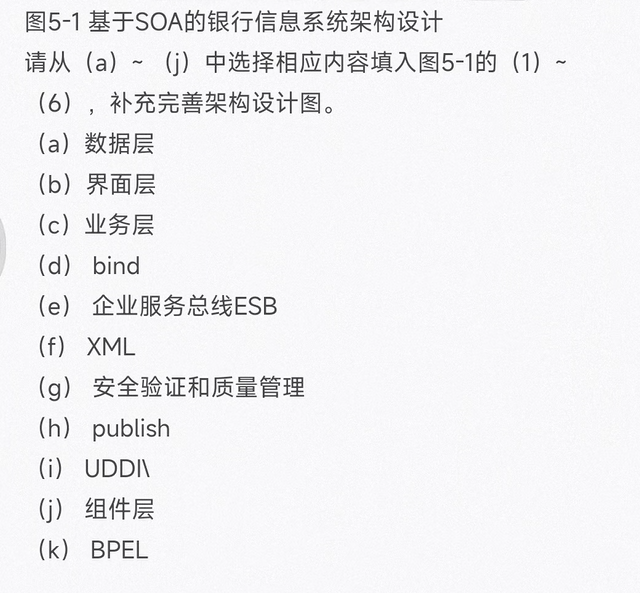 图5-1 基于SOA的银行信息系统架构设计
请从（a）~ （j）中选择相应内容填入图5-1的（1）~
（6），补充完善架构设计图。
（a）数据层
（b）界面层
（c）业务层
（d） bind
（e） 企业服务总线ESB
（f） XML
（g） 安全验证和质量管理
（h） publish
（i） UDDI\
（j） 组件层
（k） BPEL